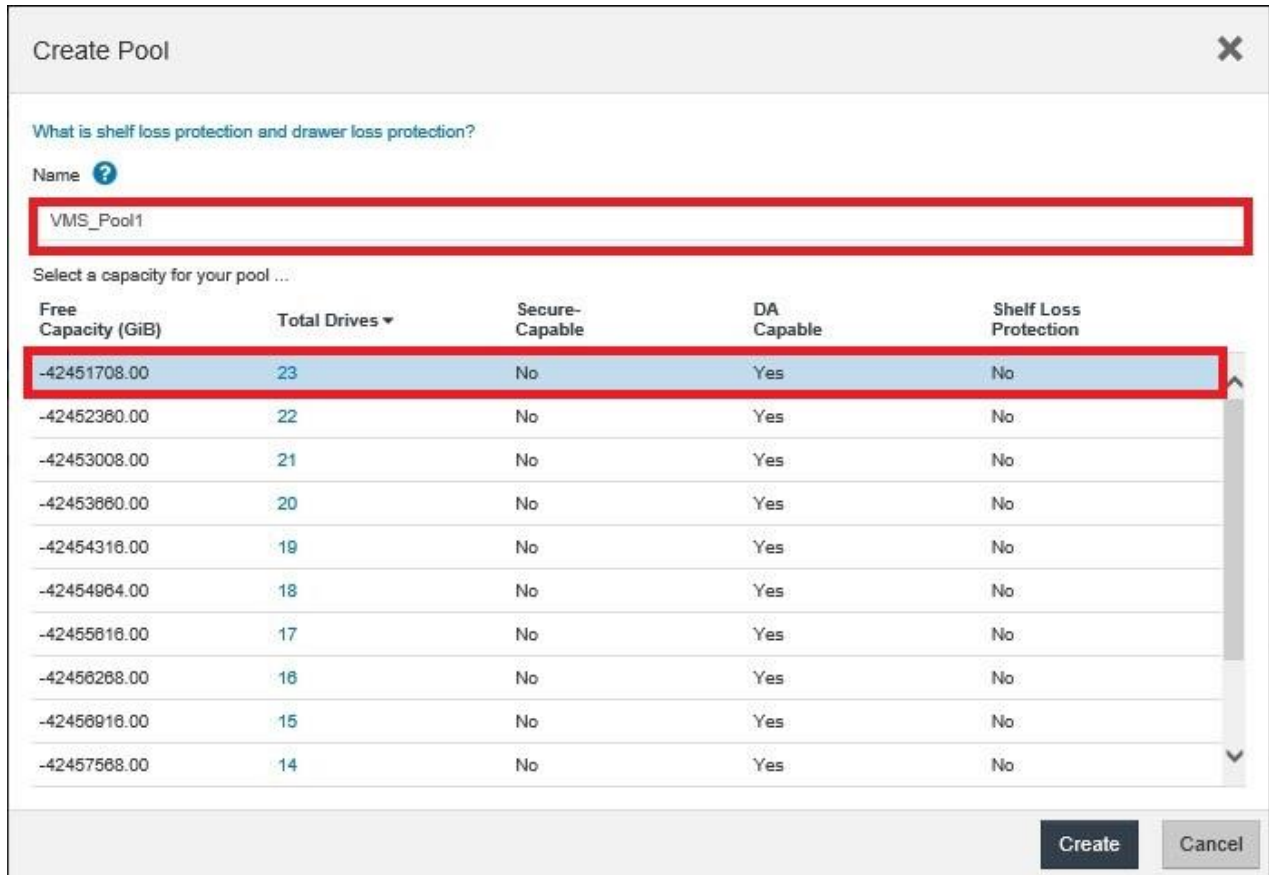 Create Pool
What is shelf loss protection and drawer loss protection?
Name ?
VMS_Pool1
Select a capacity for your pool ...
Free Capacity (GiB) Total Drives Secure-Capable DA Capable Shelf Loss Protection
-42451708.00 23 No Yes No
-42452360.00 22 No Yes No
-42453008.00 21 No Yes No
-42453660.00 20 No Yes No
-42454316.00 19 No Yes No
-42454964.00 18 No Yes No
-42455616.00 17 No Yes No
-42456268.00 16 No Yes No
-42456916.00 15 No Yes No
-42457568.00 14 No Yes No
Create Cancel